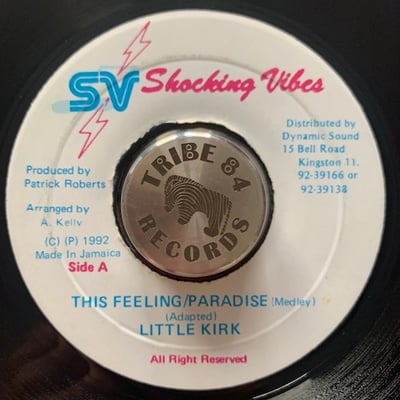 SV Shocking Vibes
Distributed by
Dynamic Sound
15 Bell Road
Kingston 11.
92-39166 or
92-39138
Produced by
Patrick Roberts
Arranged by
A. Kelly
(C) (P) 1992
Made In Jamaica
Side A
TRIBE 84
RECORDS
THIS FEELING/PARADISE (Medley)
(Adapted)
LITTLE KIRK
All Right Reserved